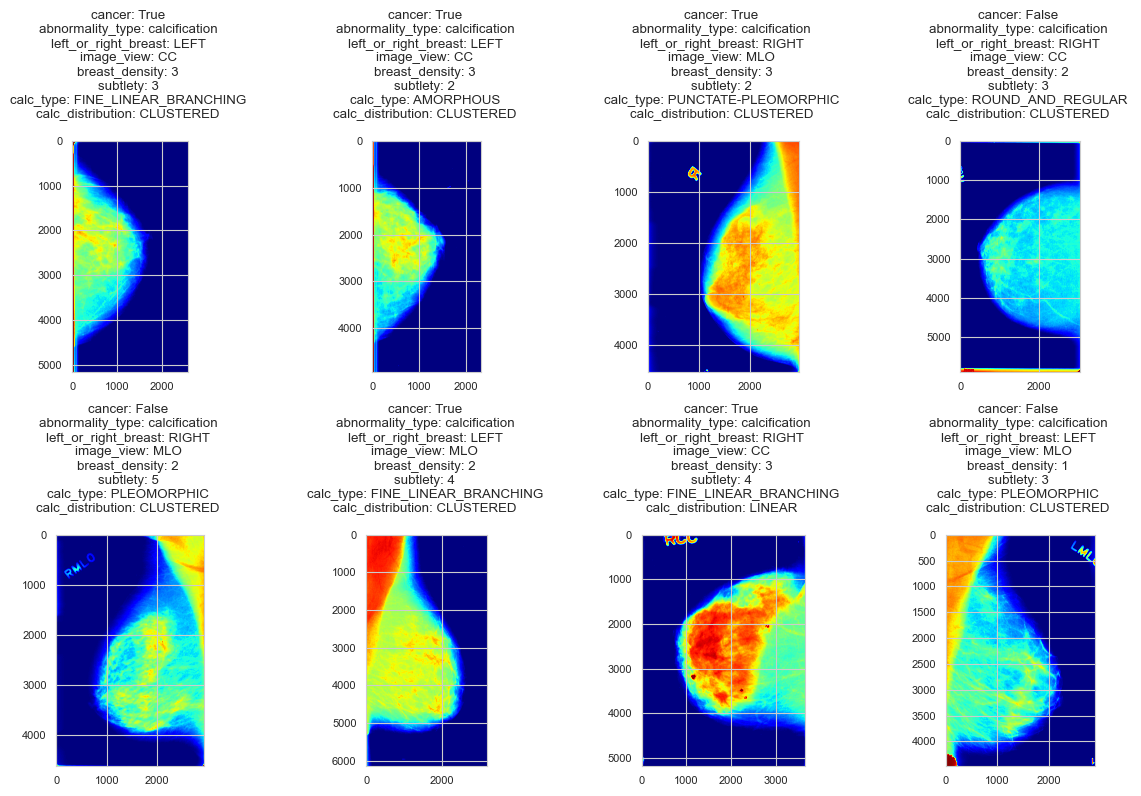 cancer: True
abnormality_type: calcification
left_or_right_breast: LEFT
image_view: CC
breast_density: 3
subtlety: 3
calc_type: FINE_LINEAR_BRANCHING
calc_distribution: CLUSTERED
0
1000
2000
3000
4000
5000
0 1000 2000
cancer: True
abnormality_type: calcification
left_or_right_breast: LEFT
image_view: CC
breast_density: 3
subtlety: 2
calc_type: AMORPHOUS
calc_distribution: CLUSTERED
0
1000
2000
3000
4000
0 1000 2000
cancer: True
abnormality_type: calcification
left_or_right_breast: RIGHT
image_view: MLO
breast_density: 3
subtlety: 2
calc_type: PUNCTATE-PLEOMORPHIC
calc_distribution: CLUSTERED
0
1000
2000
3000
4000
0 1000 2000
cancer: False
abnormality_type: calcification
left_or_right_breast: RIGHT
image_view: CC
breast_density: 2
subtlety: 3
calc_type: ROUND_AND_REGULAR
calc_distribution: CLUSTERED
0
1000
2000
3000
4000
5000
0 2000
cancer: False
abnormality_type: calcification
left_or_right_breast: RIGHT
image_view: MLO
breast_density: 2
subtlety: 5
calc_type: PLEOMORPHIC
calc_distribution: CLUSTERED
0
RMLO
1000
2000
3000
4000
0 1000 2000
cancer: True
abnormality_type: calcification
left_or_right_breast: LEFT
image_view: MLO
breast_density: 2
subtlety: 4
calc_type: FINE_LINEAR_BRANCHING
calc_distribution: CLUSTERED
0
1000
2000
3000
4000
5000
6000
0 1000 2000
cancer: True
abnormality_type: calcification
left_or_right_breast: RIGHT
image_view: CC
breast_density: 3
subtlety: 4
calc_type: FINE_LINEAR_BRANCHING
calc_distribution: LINEAR
0
RCC
1000
2000
3000
4000
5000
0 1000 2000 3000
cancer: False
abnormality_type: calcification
left_or_right_breast: LEFT
image_view: MLO
breast_density: 1
subtlety: 3
calc_type: PLEOMORPHIC
calc_distribution: CLUSTERED
0
LMLO
500
1000
1500
2000
2500
3000
3500
4000
0 1000 2000